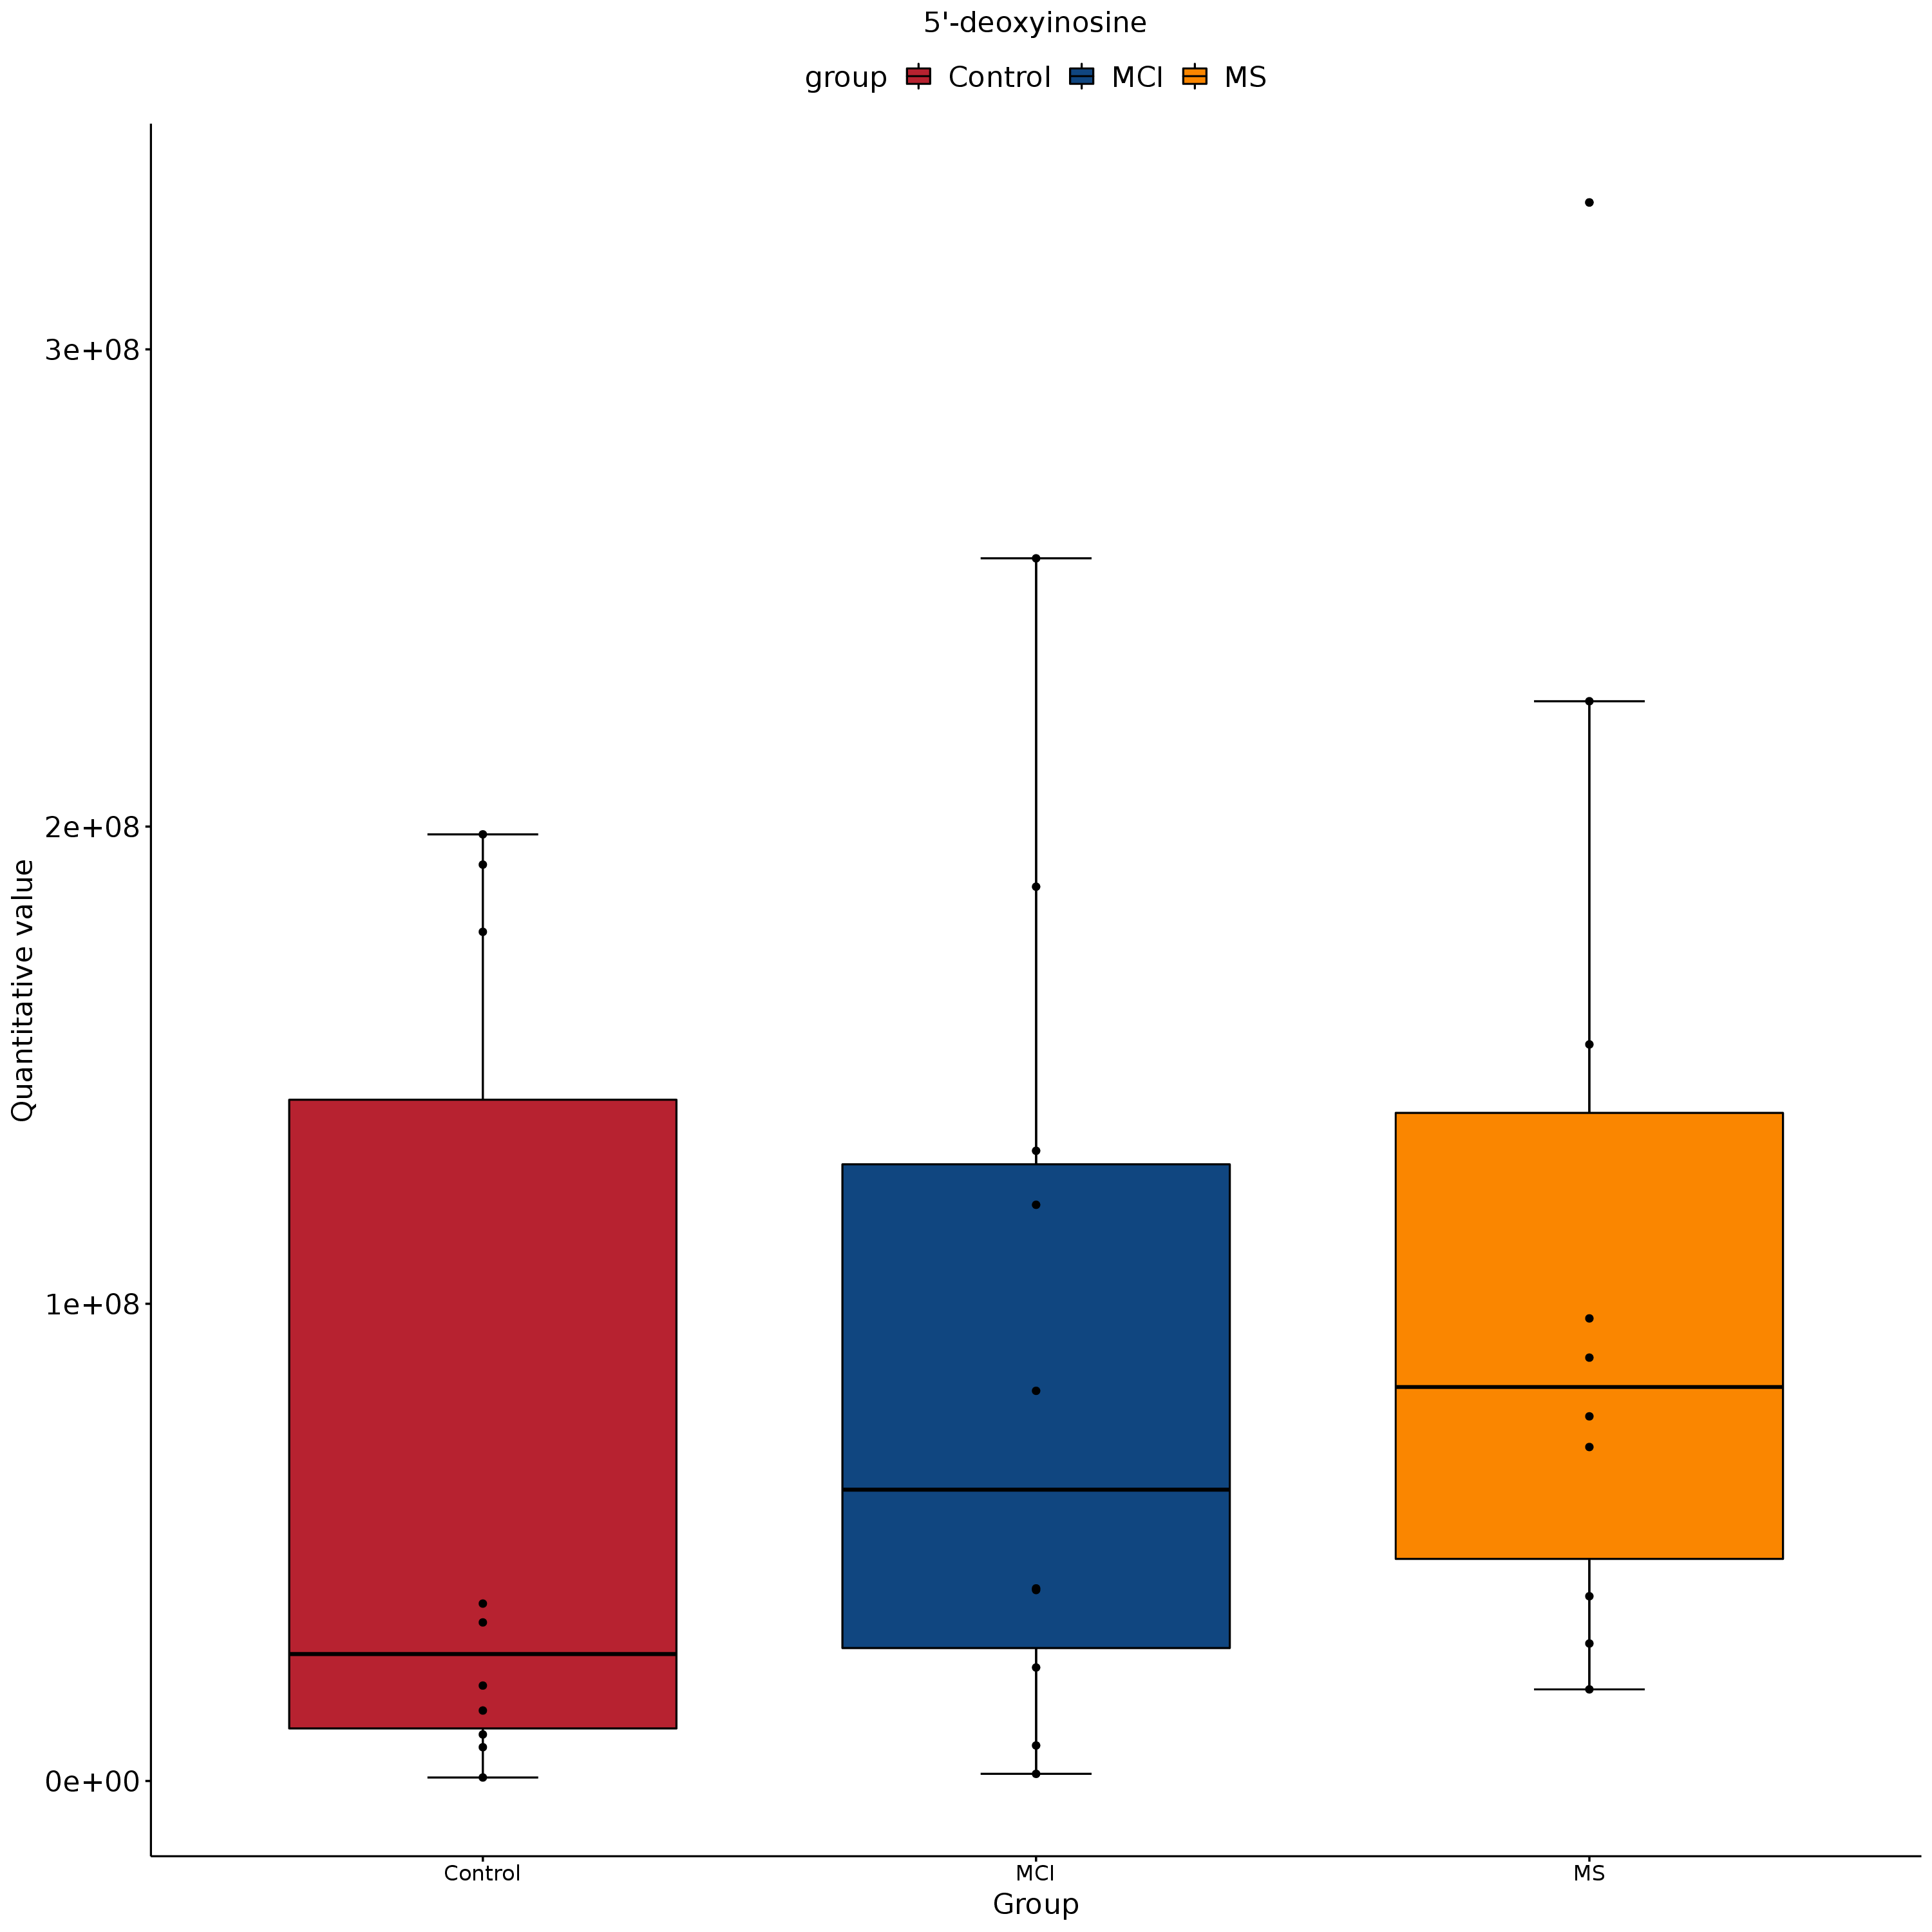 5'-deoxyinosine
group Control MCI MS
Quantitative value
3e+08
2e+08
1e+08
0e+00
Control MCI MS
Group